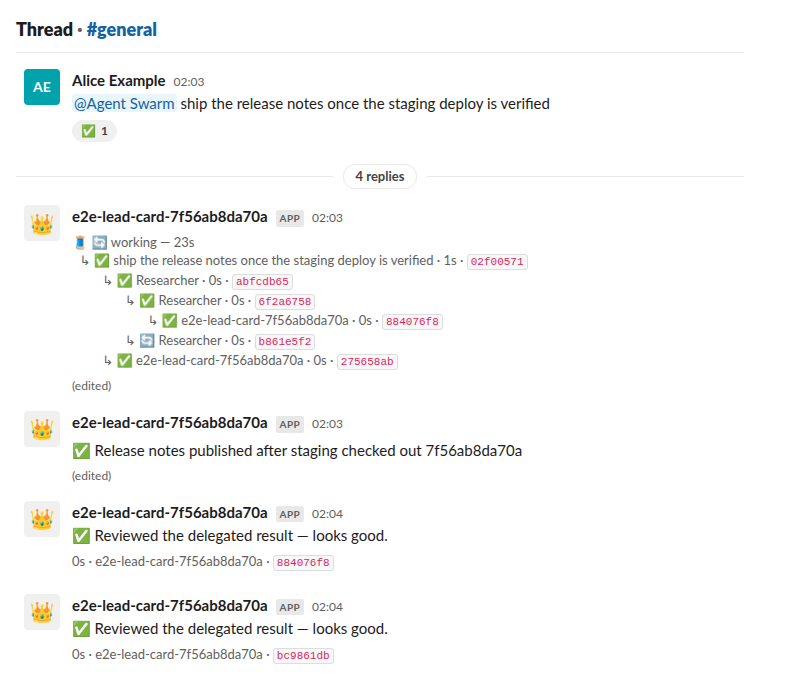 Thread • #general
AE
Alice Example 02:03
@Agent Swarm ship the release notes once the staging deploy is verified
✅ 1
4 replies
e2e-lead-card-7f56ab8da70a APP 02:03
🧵 🔄 working — 23s
↳ ✅ ship the release notes once the staging deploy is verified · 1s · 02f00571
↳ ✅ Researcher · 0s · abfcdb65
↳ ✅ Researcher · 0s · 6f2a6758
↳ ✅ e2e-lead-card-7f56ab8da70a · 0s · 884076f8
↳ 🔄 Researcher · 0s · b861e5f2
↳ ✅ e2e-lead-card-7f56ab8da70a · 0s · 275658ab
(edited)
e2e-lead-card-7f56ab8da70a APP 02:03
✅ Release notes published after staging checked out 7f56ab8da70a
(edited)
e2e-lead-card-7f56ab8da70a APP 02:04
✅ Reviewed the delegated result — looks good.
0s · e2e-lead-card-7f56ab8da70a · 884076f8
e2e-lead-card-7f56ab8da70a APP 02:04
✅ Reviewed the delegated result — looks good.
0s · e2e-lead-card-7f56ab8da70a · bc9861db